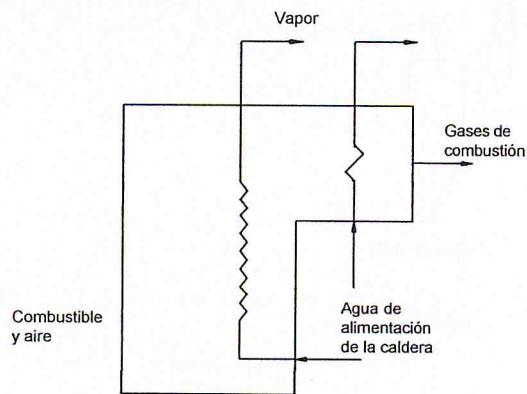 Vapor
Gases de
combustión
Combustible
y aire
Agua de
alimentación
de la caldera